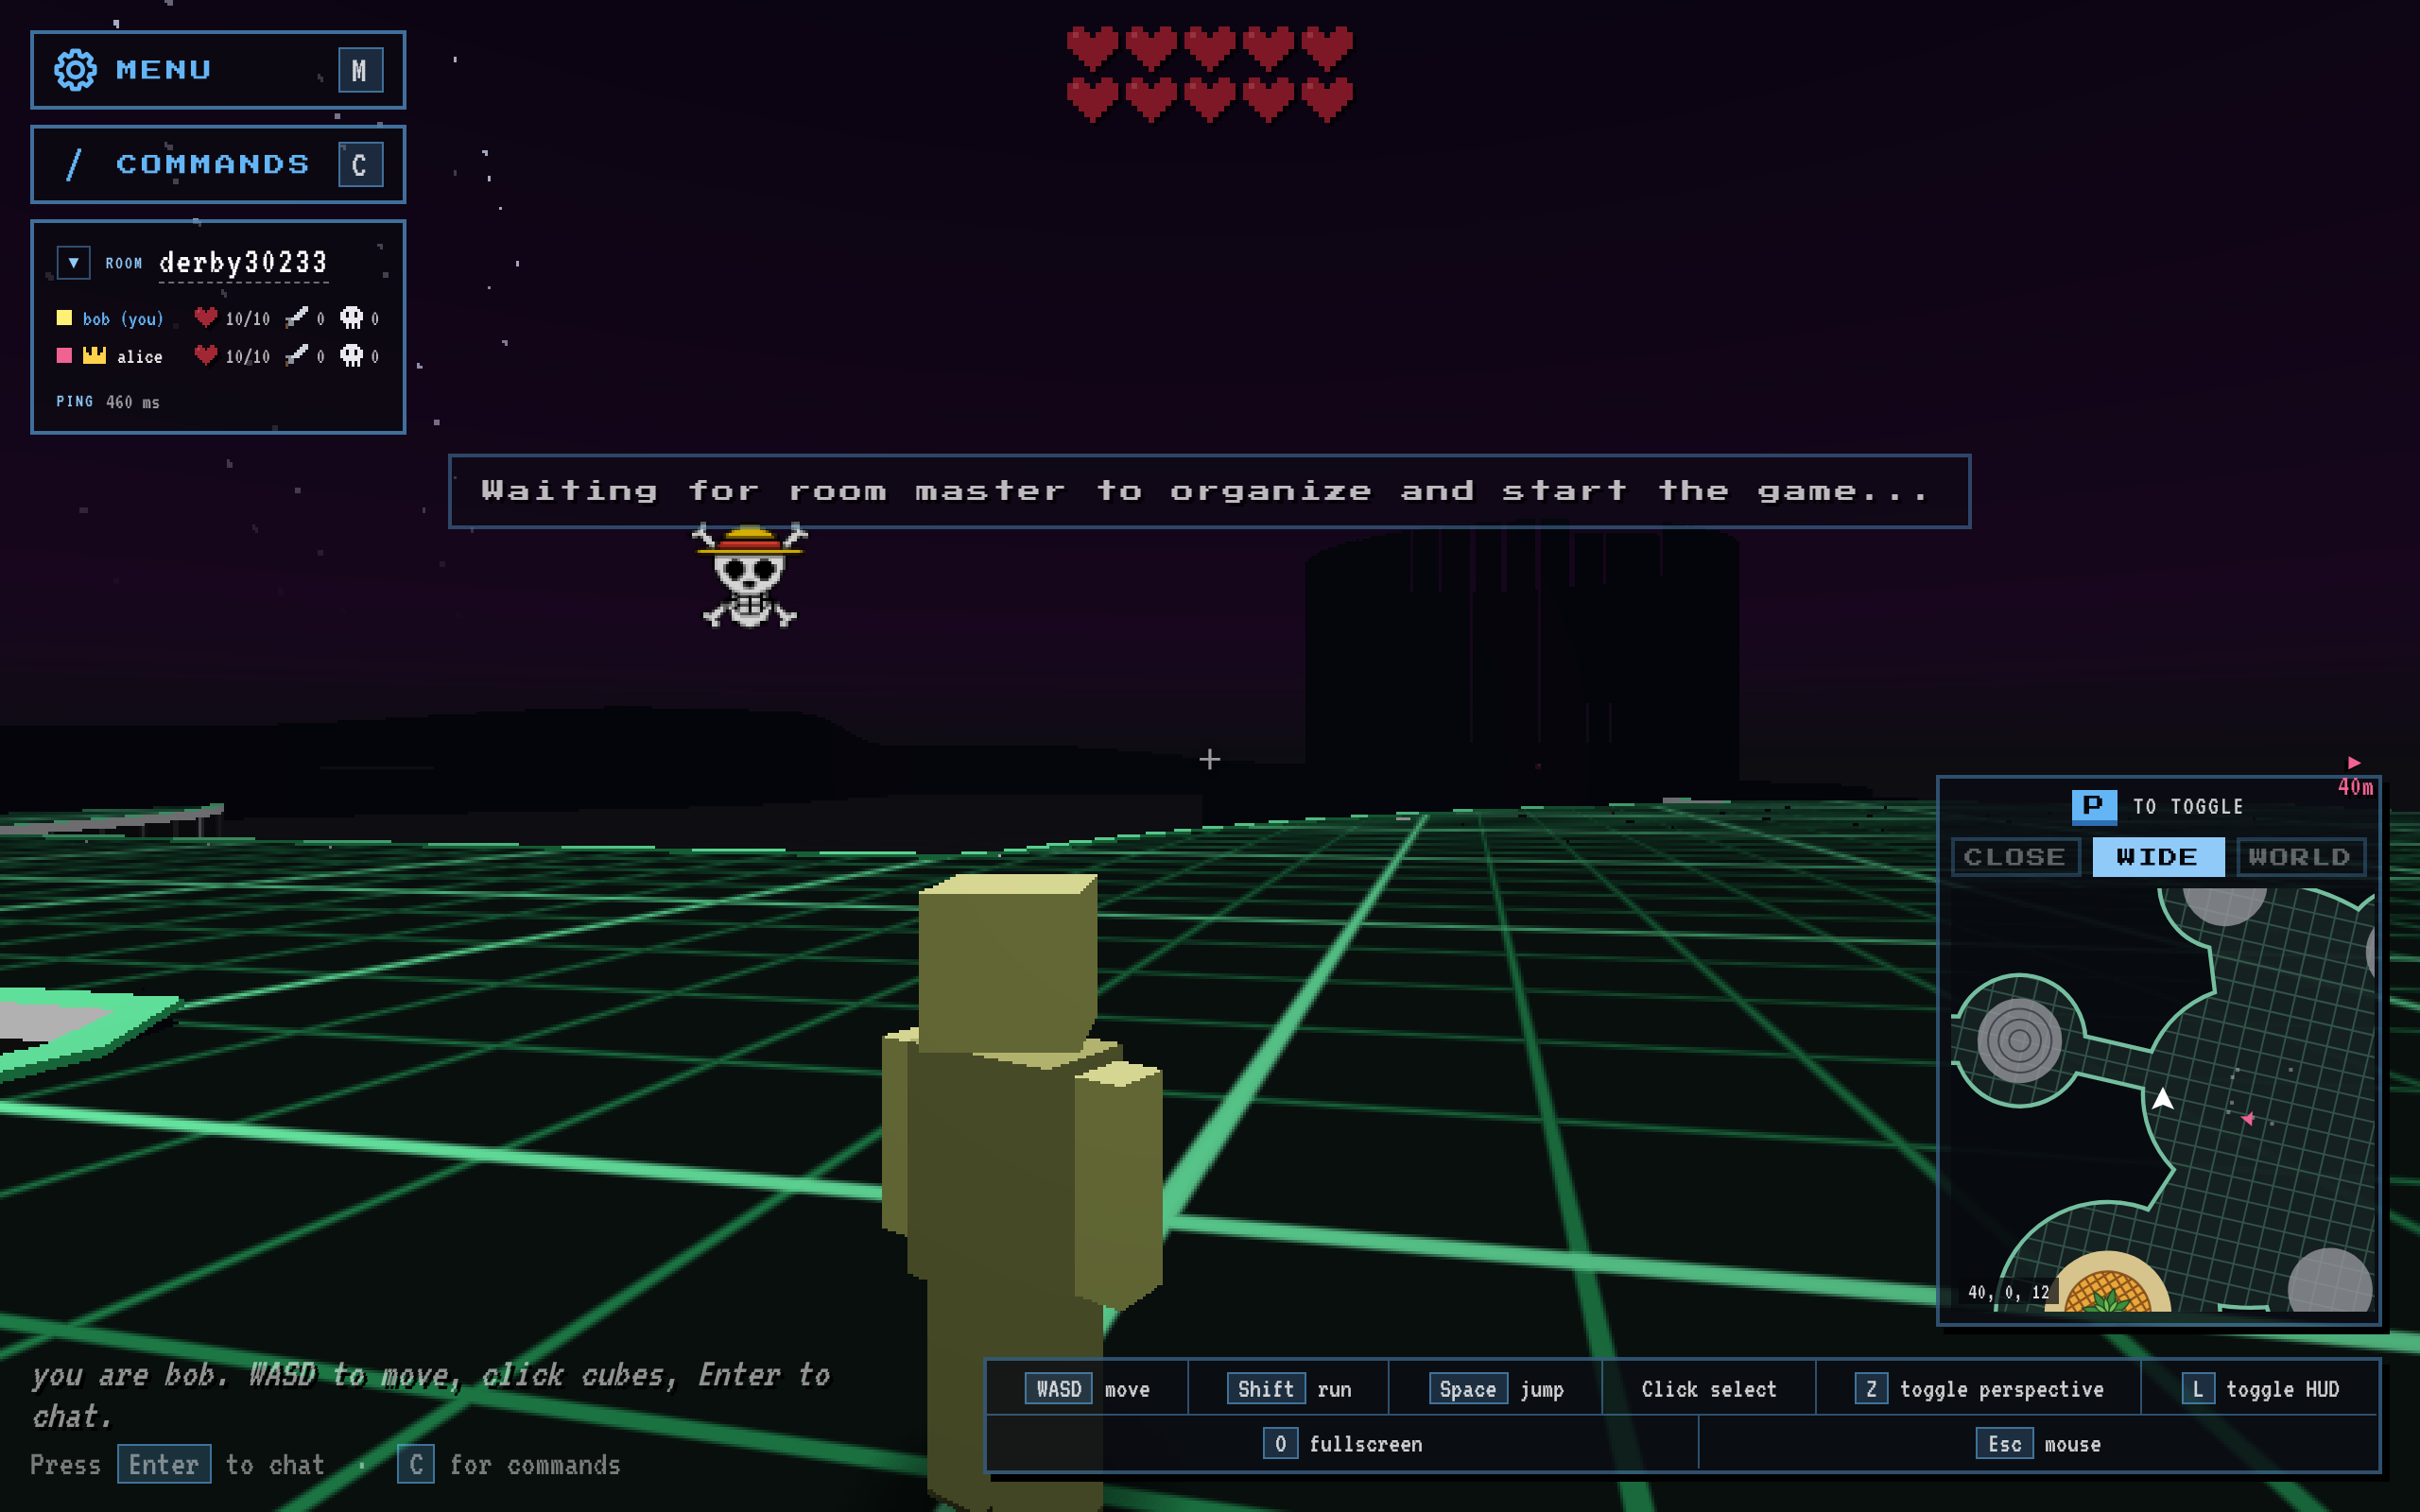 MENU M
/ COMMANDS C
▼ ROOM derby30233
bob (you) 10/10 0 0
alice 10/10 0 0
PING 460 ms
Waiting for room master to organize and start the game...
40m
P TO TOGGLE
CLOSE WIDE WORLD
40, 0, 12
you are bob. WASD to move, click cubes, Enter to
chat.
Press Enter to chat · C for commands
WASD move Shift run Space jump Click select Z toggle perspective L toggle HUD
O fullscreen Esc mouse